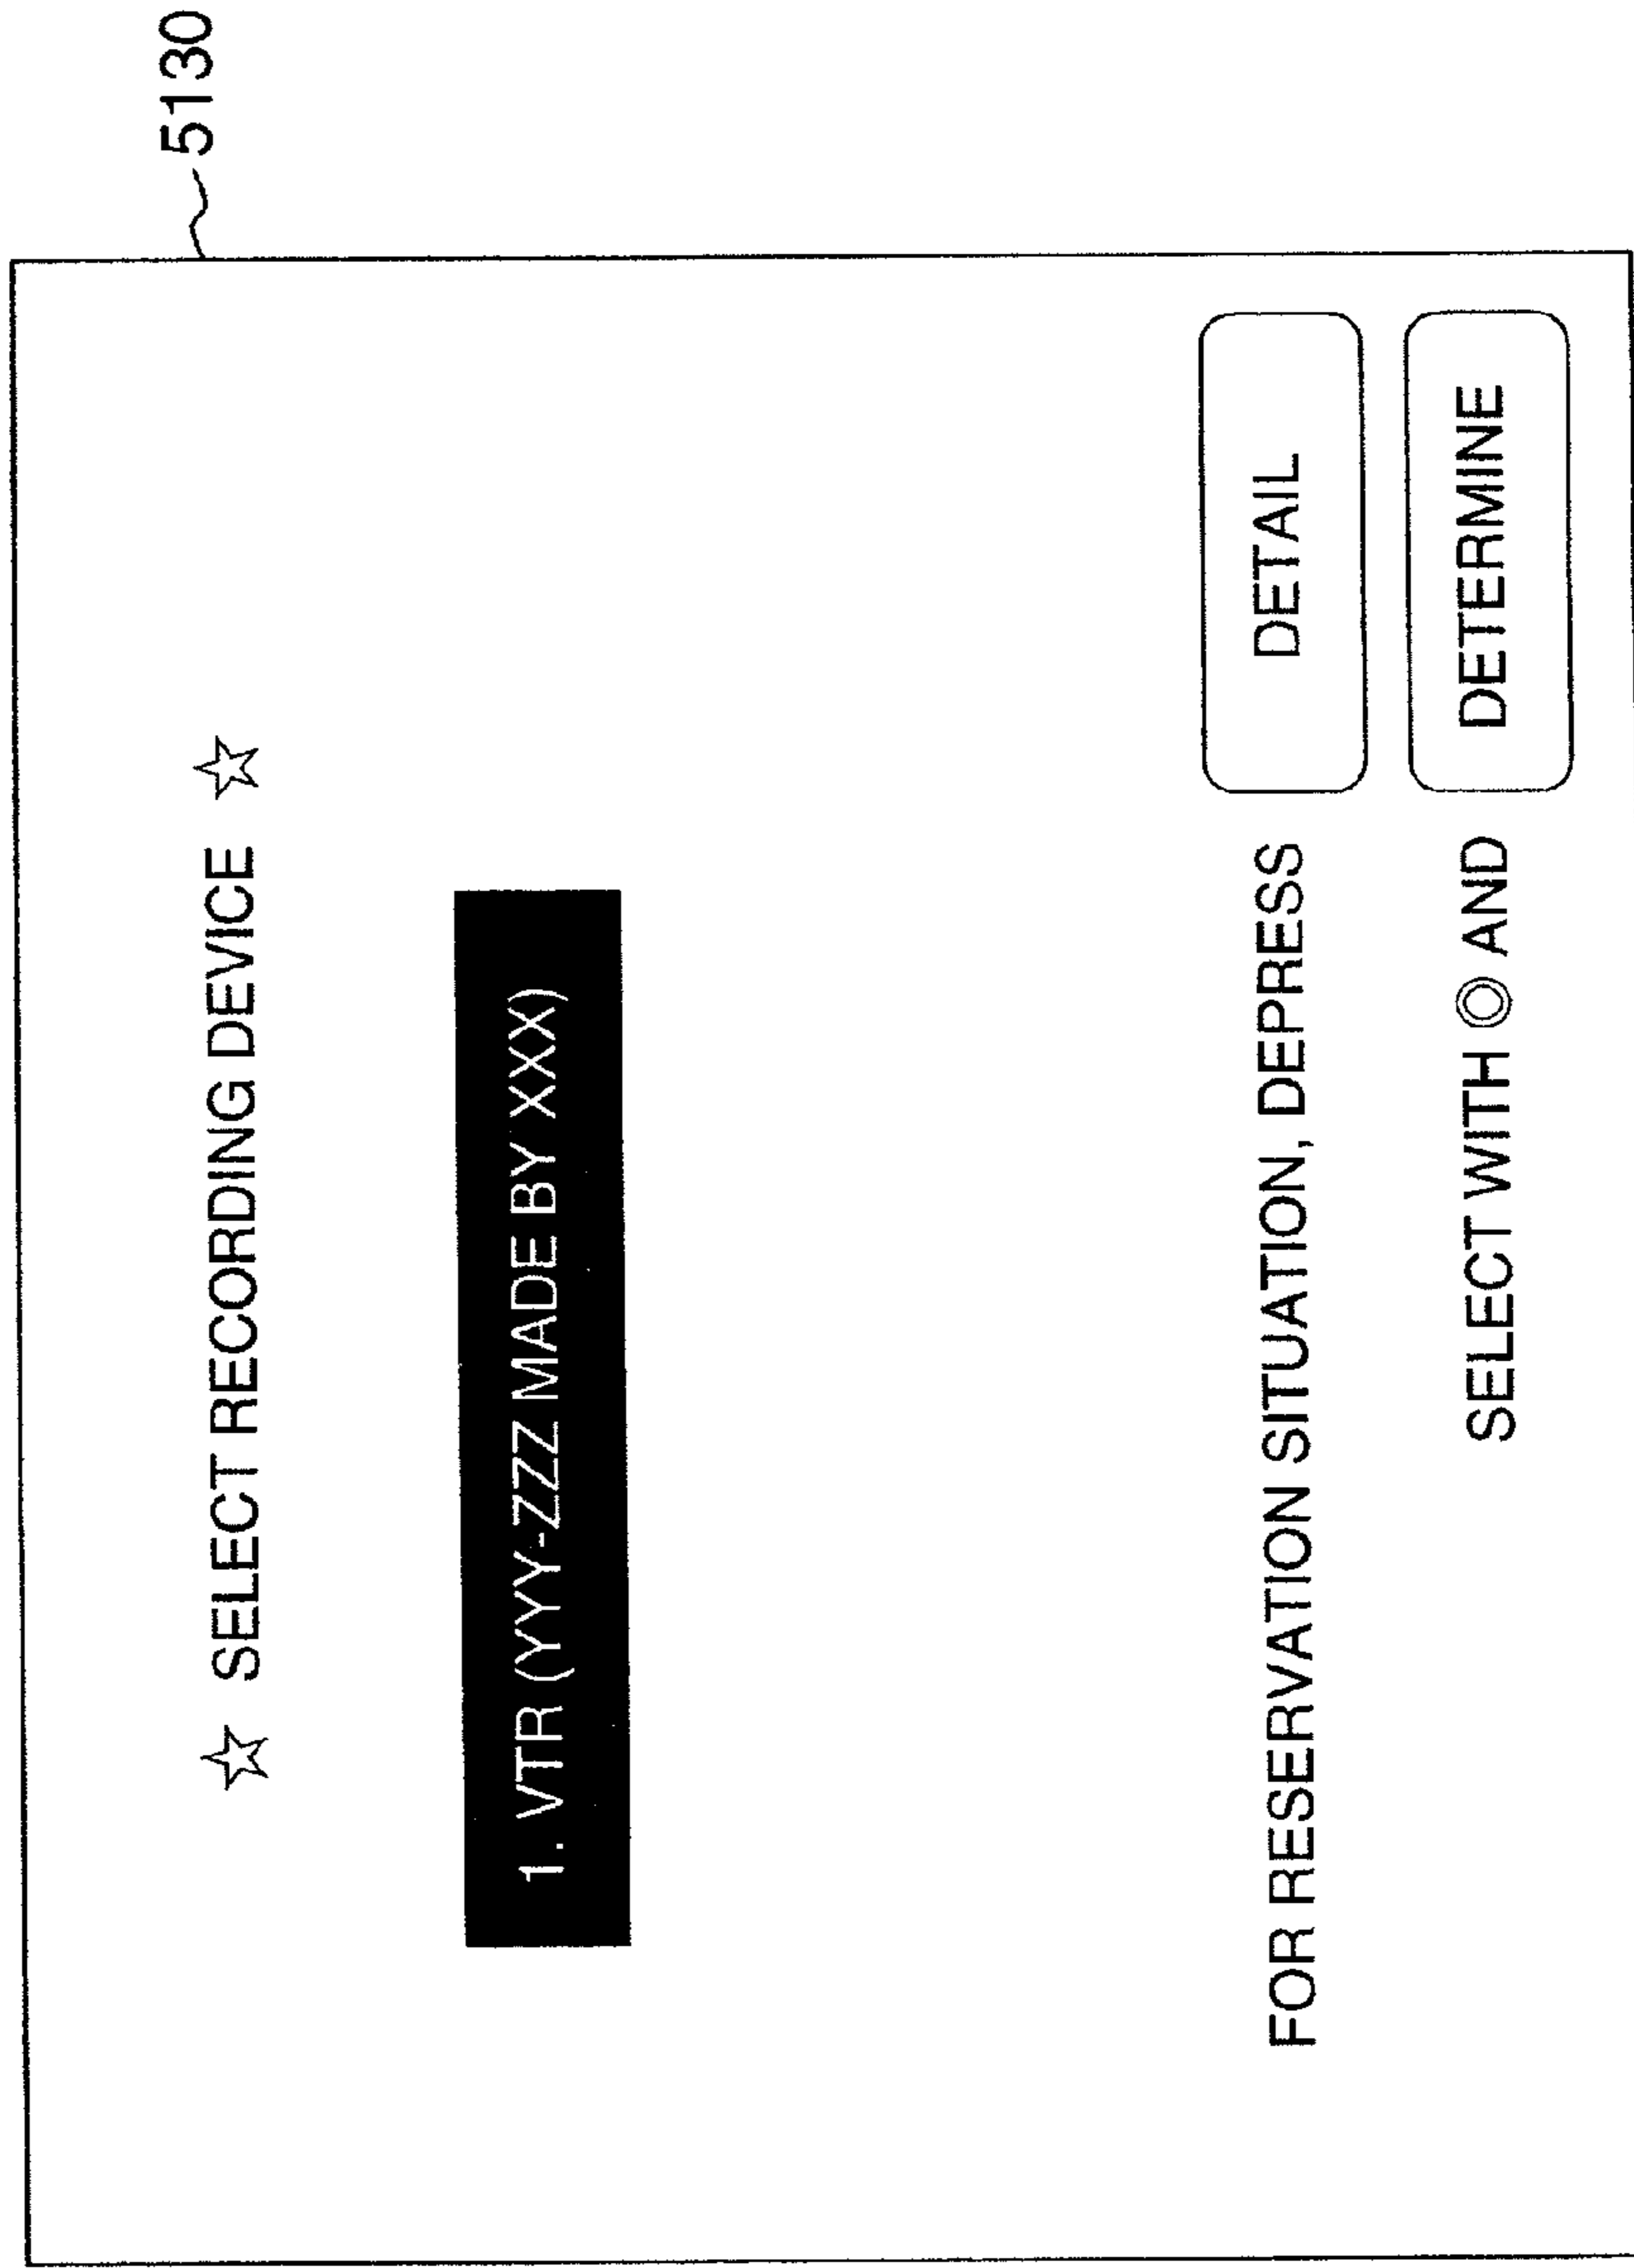 5130
☆ SELECT RECORDING DEVICE ☆
1. VTR (YYY-ZZZ MADE BY XXX)
FOR RESERVATION SITUATION, DEPRESS DETAIL
SELECT WITH ◎ AND DETERMINE